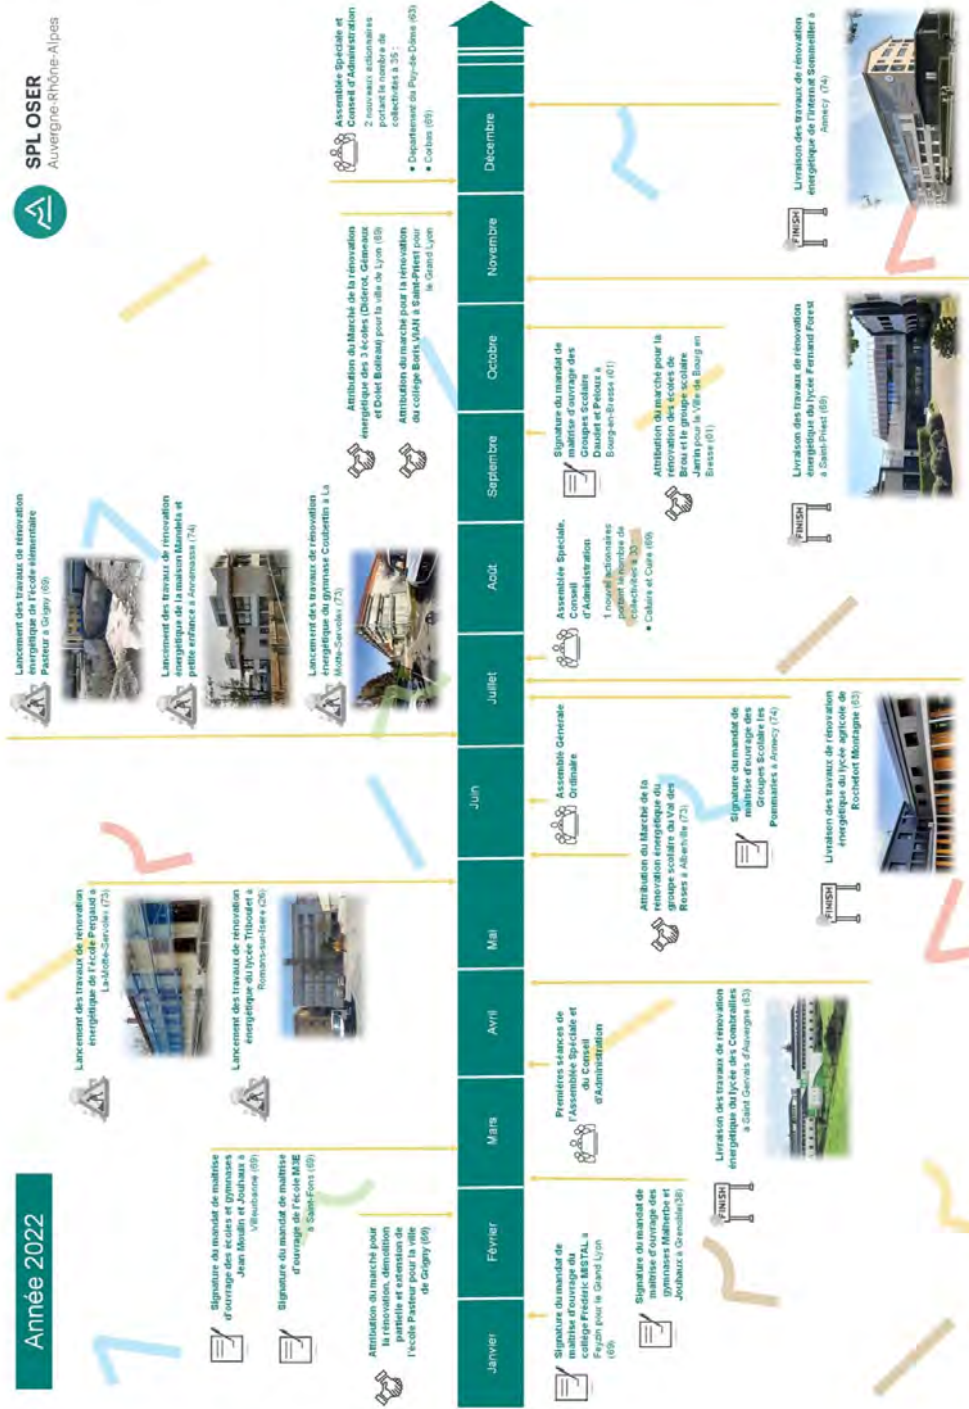 Année 2022
SPL OSER
Auvergne-Rhône-Alpes
Signature du mandat de maîtrise
d'ouvrage des écoles et gymnases
Jean Moulin et Jouhaux à
Villeurbanne (69)
Signature du mandat de maîtrise
d'ouvrage de l'école M3E
à Saint-Fons (69)
Attribution du marché pour
la rénovation, démolition
partielle et extension de
l'école Pasteur pour la ville
de Grigny (69)
Lancement des travaux de rénovation
énergétique de l'école Pergaud à
La-Motte-Servolex (73)
Lancement des travaux de rénovation
énergétique du lycée Triboulet à
Romans-sur-Isère (26)
Lancement des travaux de rénovation
énergétique de l'école élémentaire
Pasteur à Grigny (69)
Lancement des travaux de rénovation
énergétique de la maison Mandela et
petite enfance à Annemasse (74)
Lancement des travaux de rénovation
énergétique du gymnase Coubertin à La
Motte-Servolex (73)
Attribution du Marché de la rénovation
énergétique des 3 écoles (Diderot, Gémeaux
et Dolet Boileau) pour la ville de Lyon (69)
Attribution du marché pour la rénovation
du collège Boris VIAN à Saint-Priest pour
le Grand Lyon
Assemblée Spéciale et
Conseil d'Administration
2 nouveaux actionnaires
portant le nombre de
collectivités à 35 :
• Département du Puy-de-Dôme (63)
• Corbas (69)
Janvier
Février
Mars
Avril
Mai
Juin
Juillet
Août
Septembre
Octobre
Novembre
Décembre
Signature du mandat de
maîtrise d'ouvrage du
collège Frédéric MISTAL à
Feyzin pour le Grand Lyon
(69)
Signature du mandat de
maîtrise d'ouvrage des
gymnases Malherbe et
Jouhaux à Grenoble(38)
FINISH
Livraison des travaux de rénovation
énergétique du lycée des Combrailles
à Saint Gervais d'Auvergne (63)
Premières séances de
l'Assemblée Spéciale et
du Conseil
d'Administration
Assemblé Générale
Ordinaire
Attribution du Marché de la
rénovation énergétique du
groupe scolaire du Val des
Roses à Albertville (73)
Signature du mandat de
maîtrise d'ouvrage des
Groupes Scolaire les
Pommaries à Annecy (74)
FINISH
Livraison des travaux de rénovation
énergétique du lycée agricole de
Rochefort Montagne (63)
Assemblée Spéciale,
Conseil
d'Administration
1 nouvel actionnaires
portant le nombre de
collectivités à 33 :
• Caluire et Cuire (69)
Signature du mandat de
maîtrise d'ouvrage des
Groupes Scolaire
Daudet et Peloux à
Bourg-en-Bresse (01)
Attribution du marché pour la
rénovation des écoles de
Brou et le groupe scolaire
Jarrin pour la Ville de Bourg en
Bresse (01)
FINISH
Livraison des travaux de rénovation
énergétique du lycée Fernand Forest
à Saint-Priest (69)
FINISH
Livraison des travaux de rénovation
énergétique de l'internat Sommeiller à
Annecy (74)